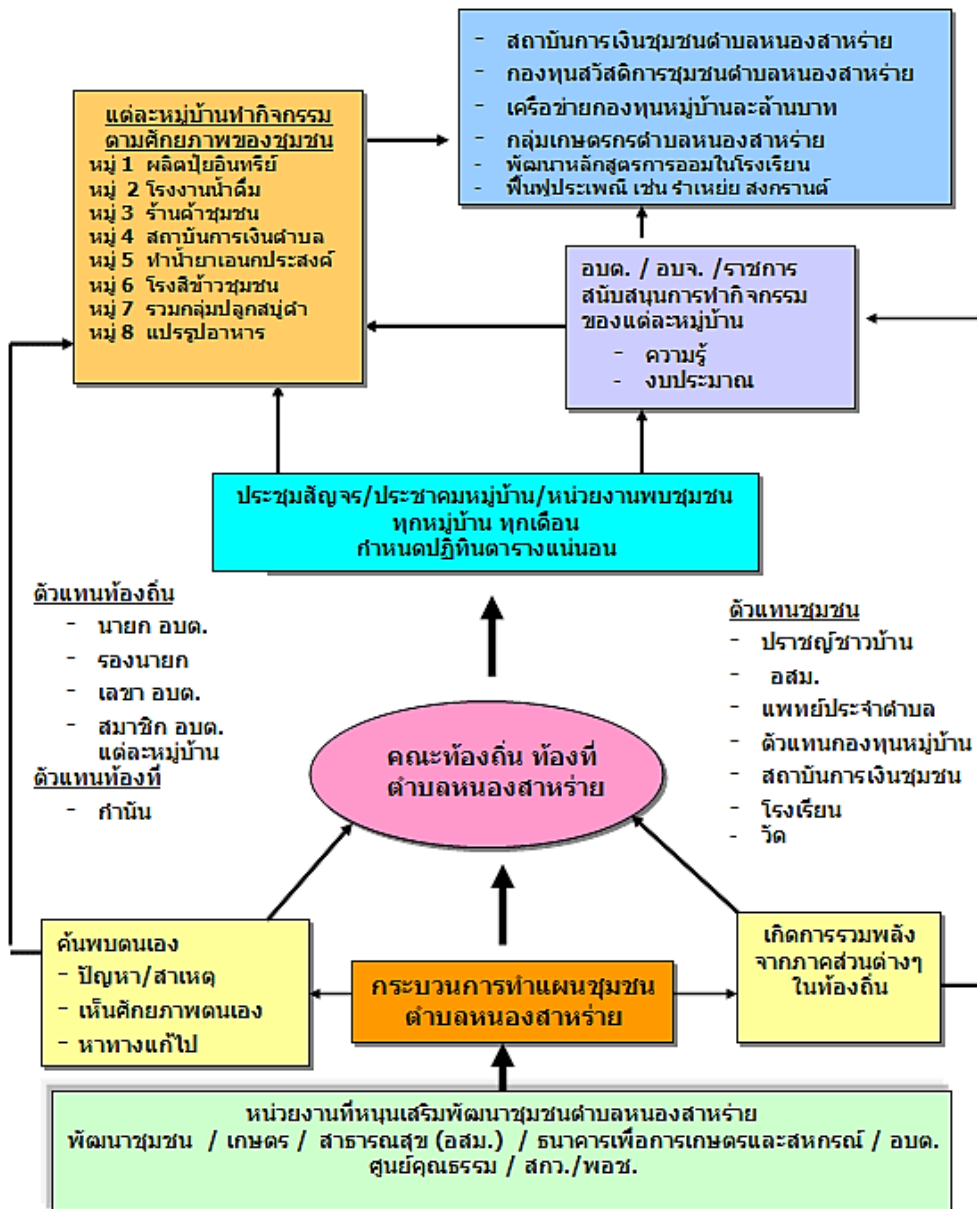 - สถาบันการเงินชุมชนตำบลหนองสาหร่าย
- กองทุนสวัสดิการชุมชนตำบลหนองสาหร่าย
- เครือข่ายกองทุนหมู่บ้านละล้านบาท
- กลุ่มเกษตรกรตำบลหนองสาหร่าย
- พัฒนาหลักสูตรการออมในโรงเรียน
- ฟื้นฟูประเพณี เช่น รำเหย่ย สงกรานต์
แต่ละหมู่บ้านทำกิจกรรม
ตามศักยภาพของชุมชน
หมู่ 1 ผลิตปุ๋ยอินทรีย์
หมู่ 2 โรงงานน้ำดื่ม
หมู่ 3 ร้านค้าชุมชน
หมู่ 4 สถาบันการเงินตำบล
หมู่ 5 ทำน้ำยาเอนกประสงค์
หมู่ 6 โรงสีข้าวชุมชน
หมู่ 7 รวมกลุ่มปลูกสบู่ดำ
หมู่ 8 แปรรูปอาหาร
อบต. / อบจ. /ราชการ
สนับสนุนการทำกิจกรรม
ของแต่ละหมู่บ้าน
- ความรู้
- งบประมาณ
ประชุมสัญจร/ประชาคมหมู่บ้าน/หน่วยงานพบชุมชน
ทุกหมู่บ้าน ทุกเดือน
กำหนดปฏิทินตารางแน่นอน
ตัวแทนท้องถิ่น
- นายก อบต.
- รองนายก
- เลขา อบต.
- สมาชิก อบต.
แต่ละหมู่บ้าน
ตัวแทนท้องที่
- กำนัน
ตัวแทนชุมชน
- ปราชญ์ชาวบ้าน
- อสม.
- แพทย์ประจำตำบล
- ตัวแทนกองทุนหมู่บ้าน
- สถาบันการเงินชุมชน
- โรงเรียน
- วัด
คณะท้องถิ่น ท้องที่
ตำบลหนองสาหร่าย
ค้นพบตนเอง
- ปัญหา/สาเหตุ
- เห็นศักยภาพตนเอง
- หาทางแก้ไป
กระบวนการทำแผนชุมชน
ตำบลหนองสาหร่าย
เกิดการรวมพลัง
จากภาคส่วนต่างๆ
ในท้องถิ่น
หน่วยงานที่หนุนเสริมพัฒนาชุมชนตำบลหนองสาหร่าย
พัฒนาชุมชน / เกษตร / สาธารณสุข (อสม.) / ธนาคารเพื่อการเกษตรและสหกรณ์ / อบต.
ศูนย์คุณธรรม / สกว./พอช.